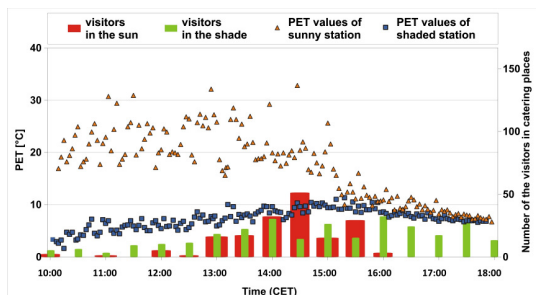 visitors in the sun
visitors in the shade
PET values of sunny station
PET values of shaded station
PET [°C]
40
30
20
10
0
150
100
50
0
Number of the visitors in catering places
10:00 11:00 12:00 13:00 14:00 15:00 16:00 17:00 18:00
Time (CET)